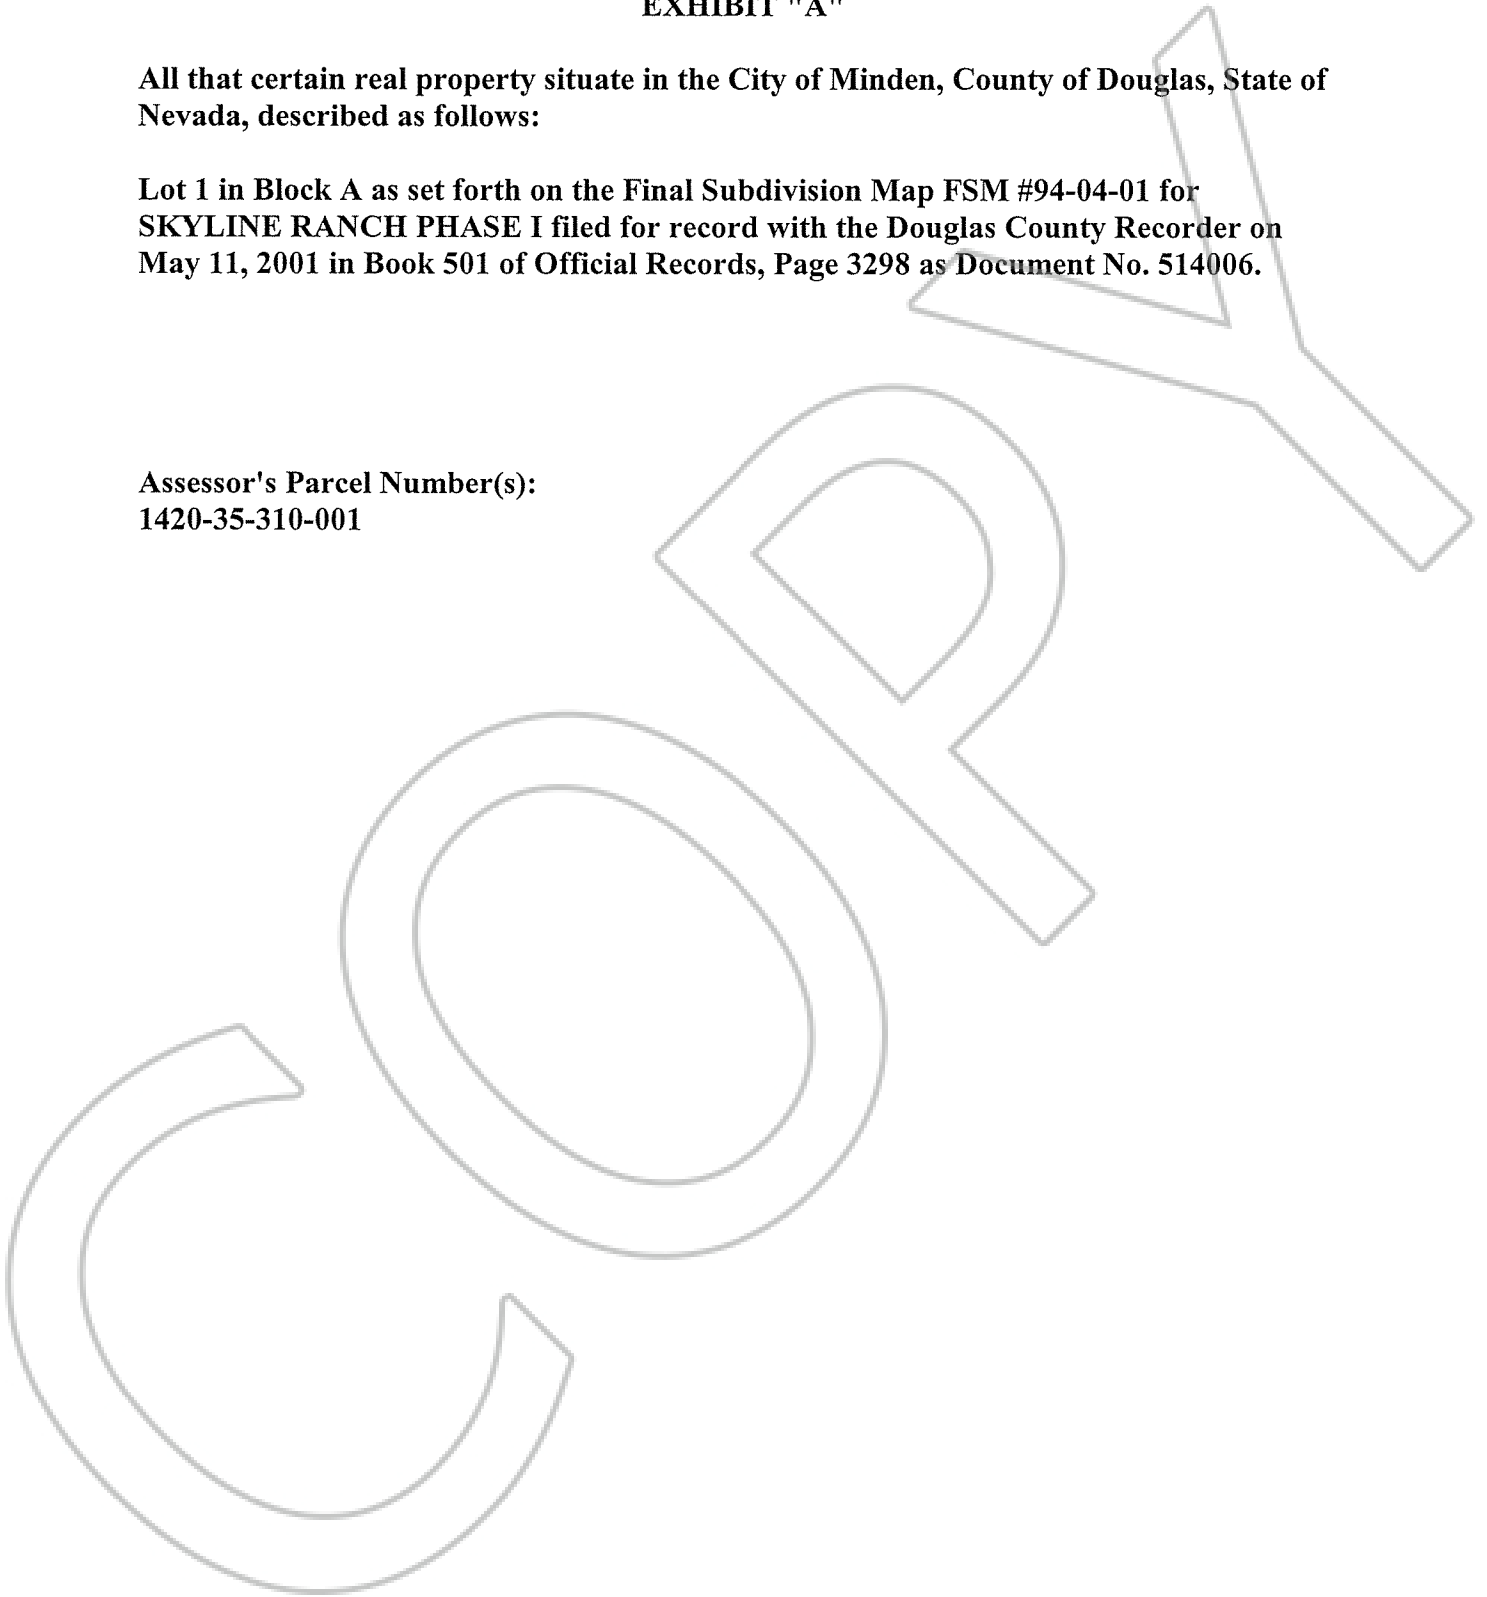 EXHIBIT "A"
All that certain real property situate in the City of Minden, County of Douglas, State of
Nevada, described as follows:
Lot 1 in Block A as set forth on the Final Subdivision Map FSM #94-04-01 for
SKYLINE RANCH PHASE I filed for record with the Douglas County Recorder on
May 11, 2001 in Book 501 of Official Records, Page 3298 as Document No. 514006.
Assessor's Parcel Number(s):
1420-35-310-001
COPY